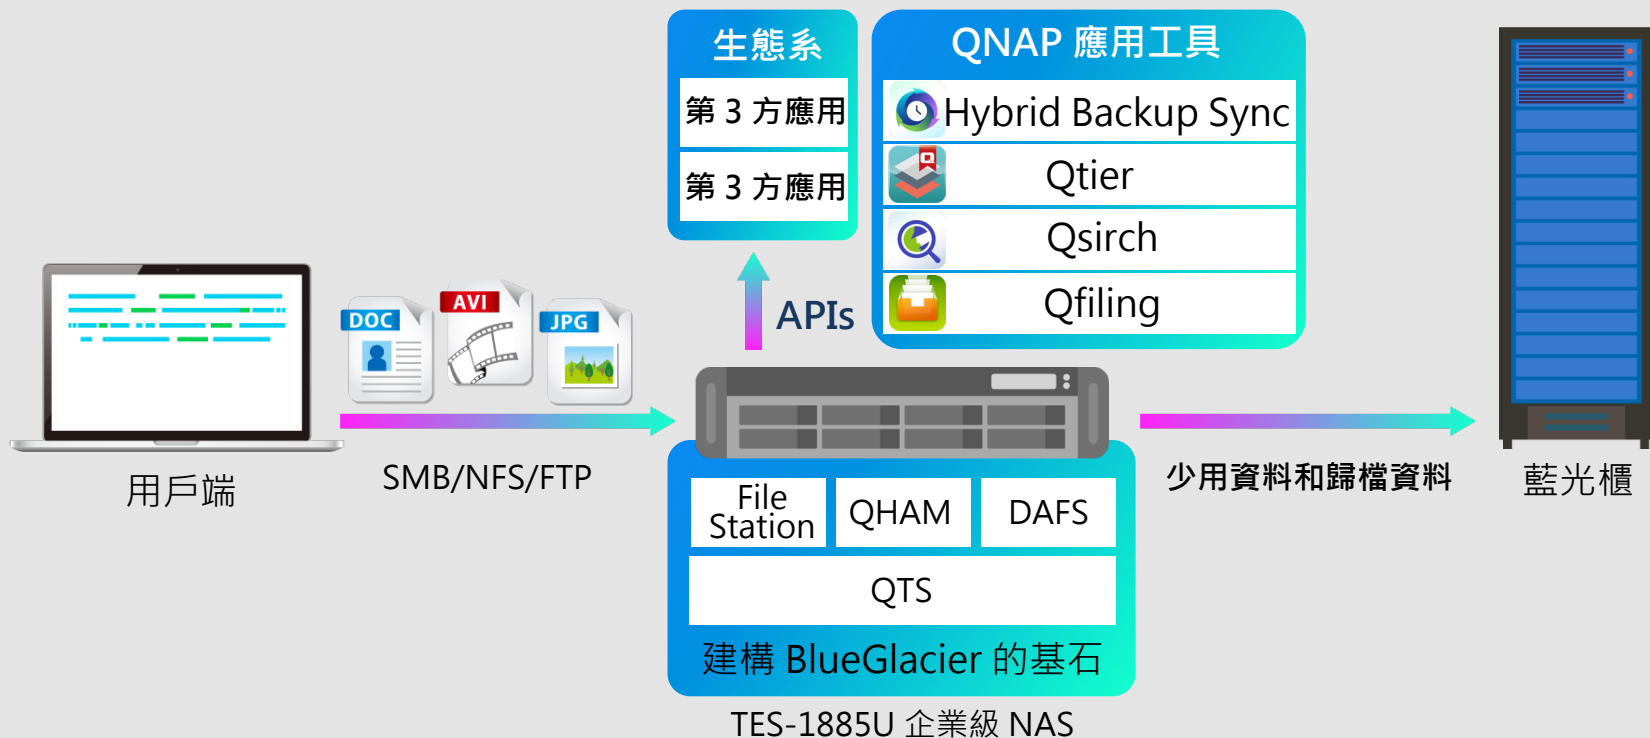 生態系
第 3 方應用
第 3 方應用
QNAP 應用工具
Hybrid Backup Sync
Qtier
Qsirch
Qfiling
APIs
DOC
AVI
JPG
用戶端
SMB/NFS/FTP
File
Station
QHAM
DAFS
QTS
建構 BlueGlacier 的基石
TES-1885U 企業級 NAS
少用資料和歸檔資料
藍光櫃